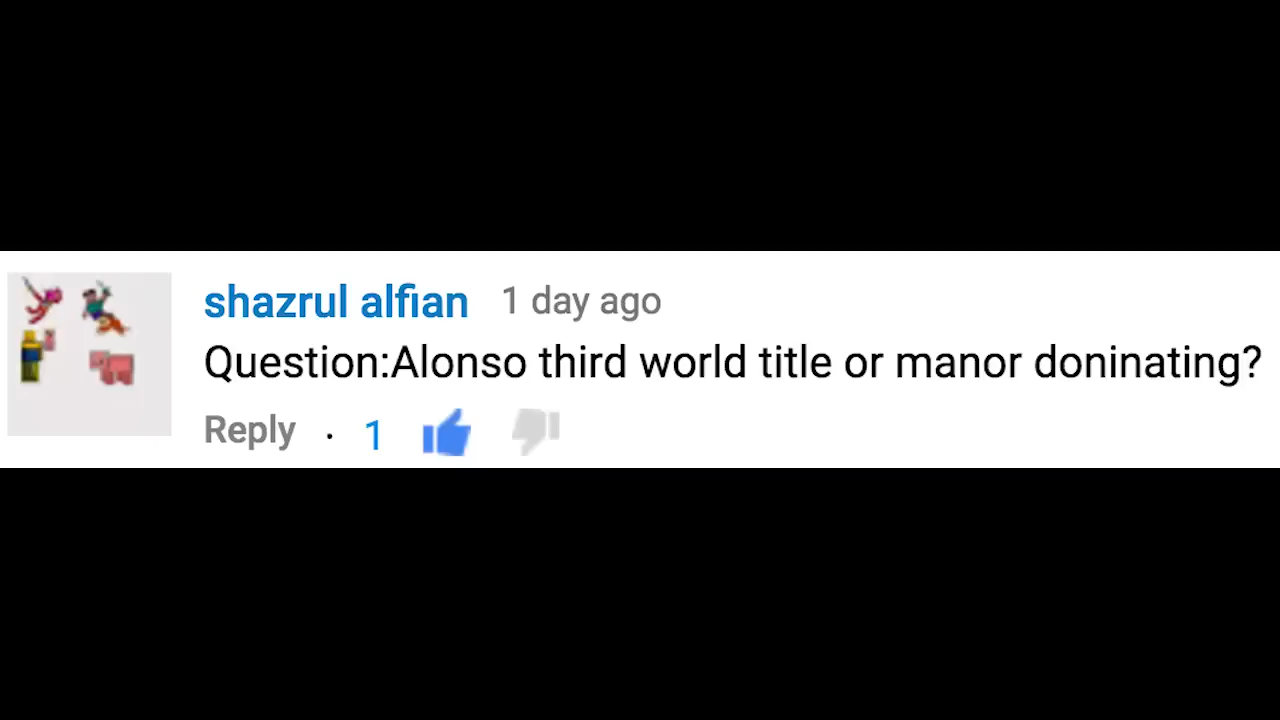 shazrul alfian 1 day ago
Question:Alonso third world title or manor doninating?
Reply · 1